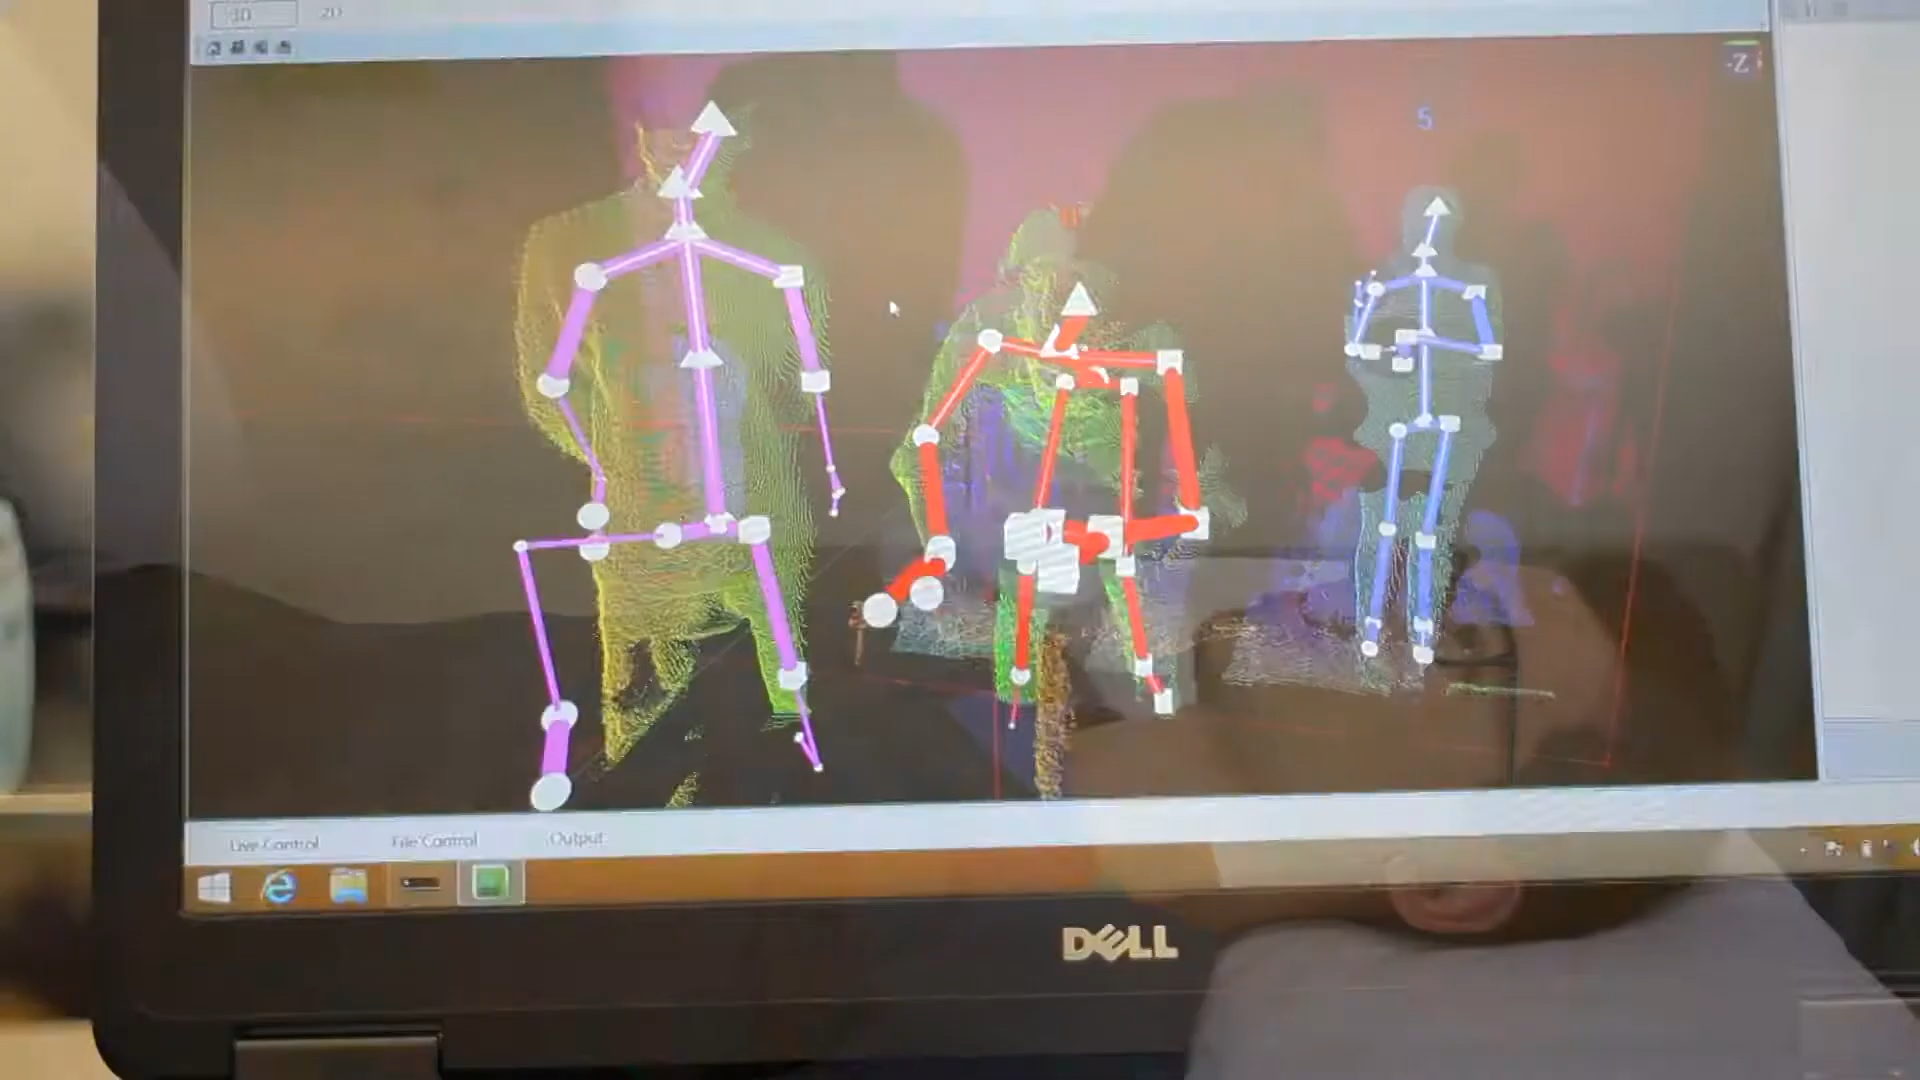 3D
2D
-Z
5
Live Control
File Control
Output
DELL